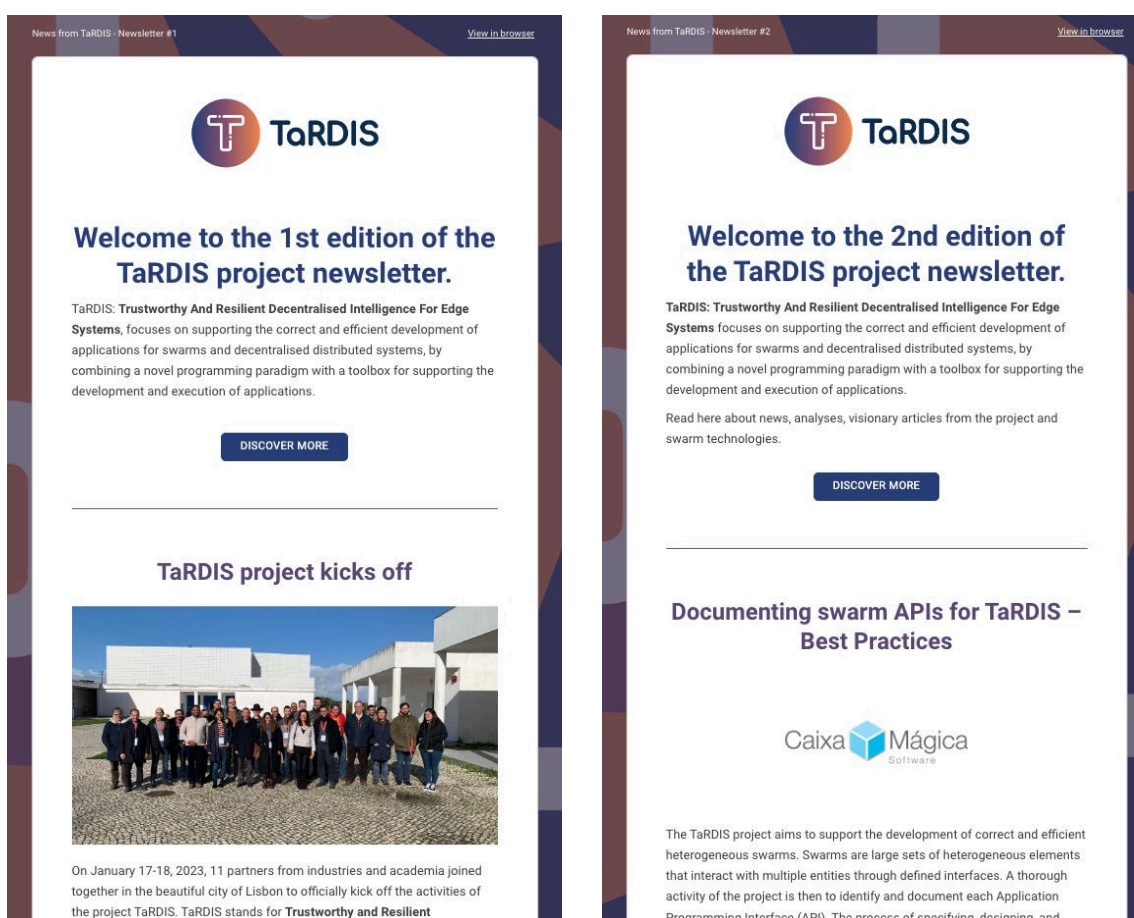 News from TaRDIS - Newsletter #1
View in browser
TaRDIS
Welcome to the 1st edition of the
TaRDIS project newsletter.
TaRDIS: Trustworthy And Resilient Decentralised Intelligence For Edge
Systems, focuses on supporting the correct and efficient development of
applications for swarms and decentralised distributed systems, by
combining a novel programming paradigm with a toolbox for supporting the
development and execution of applications.
DISCOVER MORE
TaRDIS project kicks off
On January 17-18, 2023, 11 partners from industries and academia joined
together in the beautiful city of Lisbon to officially kick off the activities of
the project TaRDIS. TaRDIS stands for Trustworthy and Resilient
News from TaRDIS - Newsletter #2
View in browser
TaRDIS
Welcome to the 2nd edition of
the TaRDIS project newsletter.
TaRDIS: Trustworthy And Resilient Decentralised Intelligence For Edge
Systems focuses on supporting the correct and efficient development of
applications for swarms and decentralised distributed systems, by
combining a novel programming paradigm with a toolbox for supporting the
development and execution of applications.
Read here about news, analyses, visionary articles from the project and
swarm technologies.
DISCOVER MORE
Documenting swarm APIs for TaRDIS –
Best Practices
Caixa Mágica
Software
The TaRDIS project aims to support the development of correct and efficient
heterogeneous swarms. Swarms are large sets of heterogeneous elements
that interact with multiple entities through defined interfaces. A thorough
activity of the project is then to identify and document each Application
Programming Interface (API). The process of specifying, designing, and